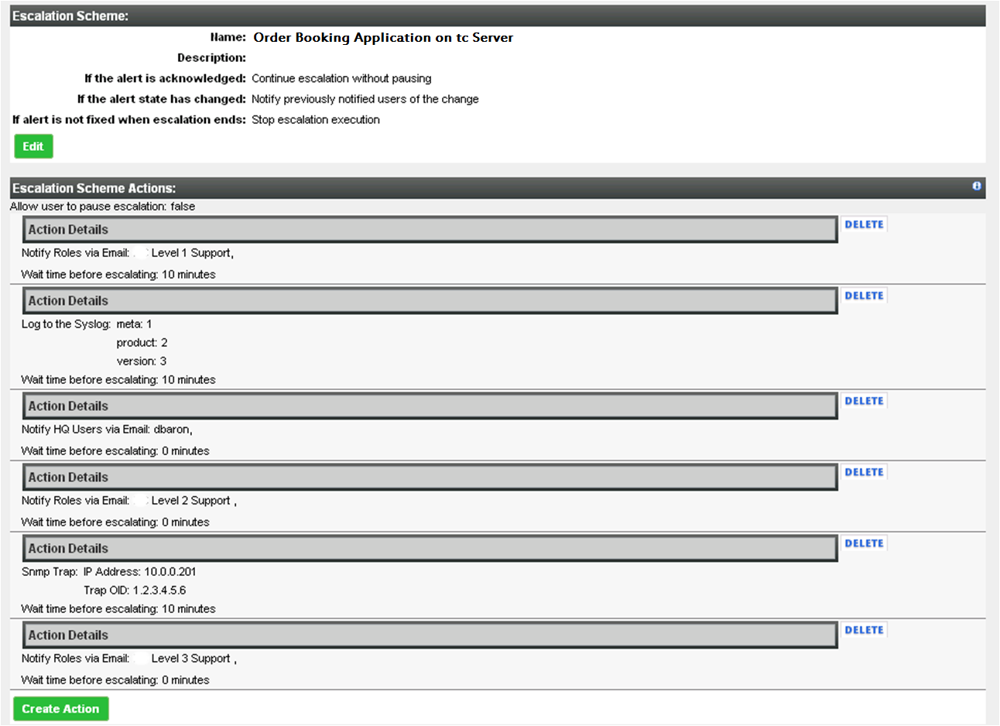 Escalation Scheme:
Name: Order Booking Application on tc Server
Description:
If the alert is acknowledged: Continue escalation without pausing
If the alert state has changed: Notify previously notified users of the change
If alert is not fixed when escalation ends: Stop escalation execution
Edit
Escalation Scheme Actions:
Allow user to pause escalation: false
Action Details DELETE
Notify Roles via Email: Level 1 Support,
Wait time before escalating: 10 minutes
Action Details DELETE
Log to the Syslog: meta: 1
product: 2
version: 3
Wait time before escalating: 10 minutes
Action Details DELETE
Notify HQ Users via Email: dbaron,
Wait time before escalating: 0 minutes
Action Details DELETE
Notify Roles via Email: Level 2 Support ,
Wait time before escalating: 0 minutes
Action Details DELETE
Snmp Trap: IP Address: 10.0.0.201
Trap OID: 1.2.3.4.5.6
Wait time before escalating: 10 minutes
Action Details DELETE
Notify Roles via Email: Level 3 Support ,
Wait time before escalating: 0 minutes
Create Action